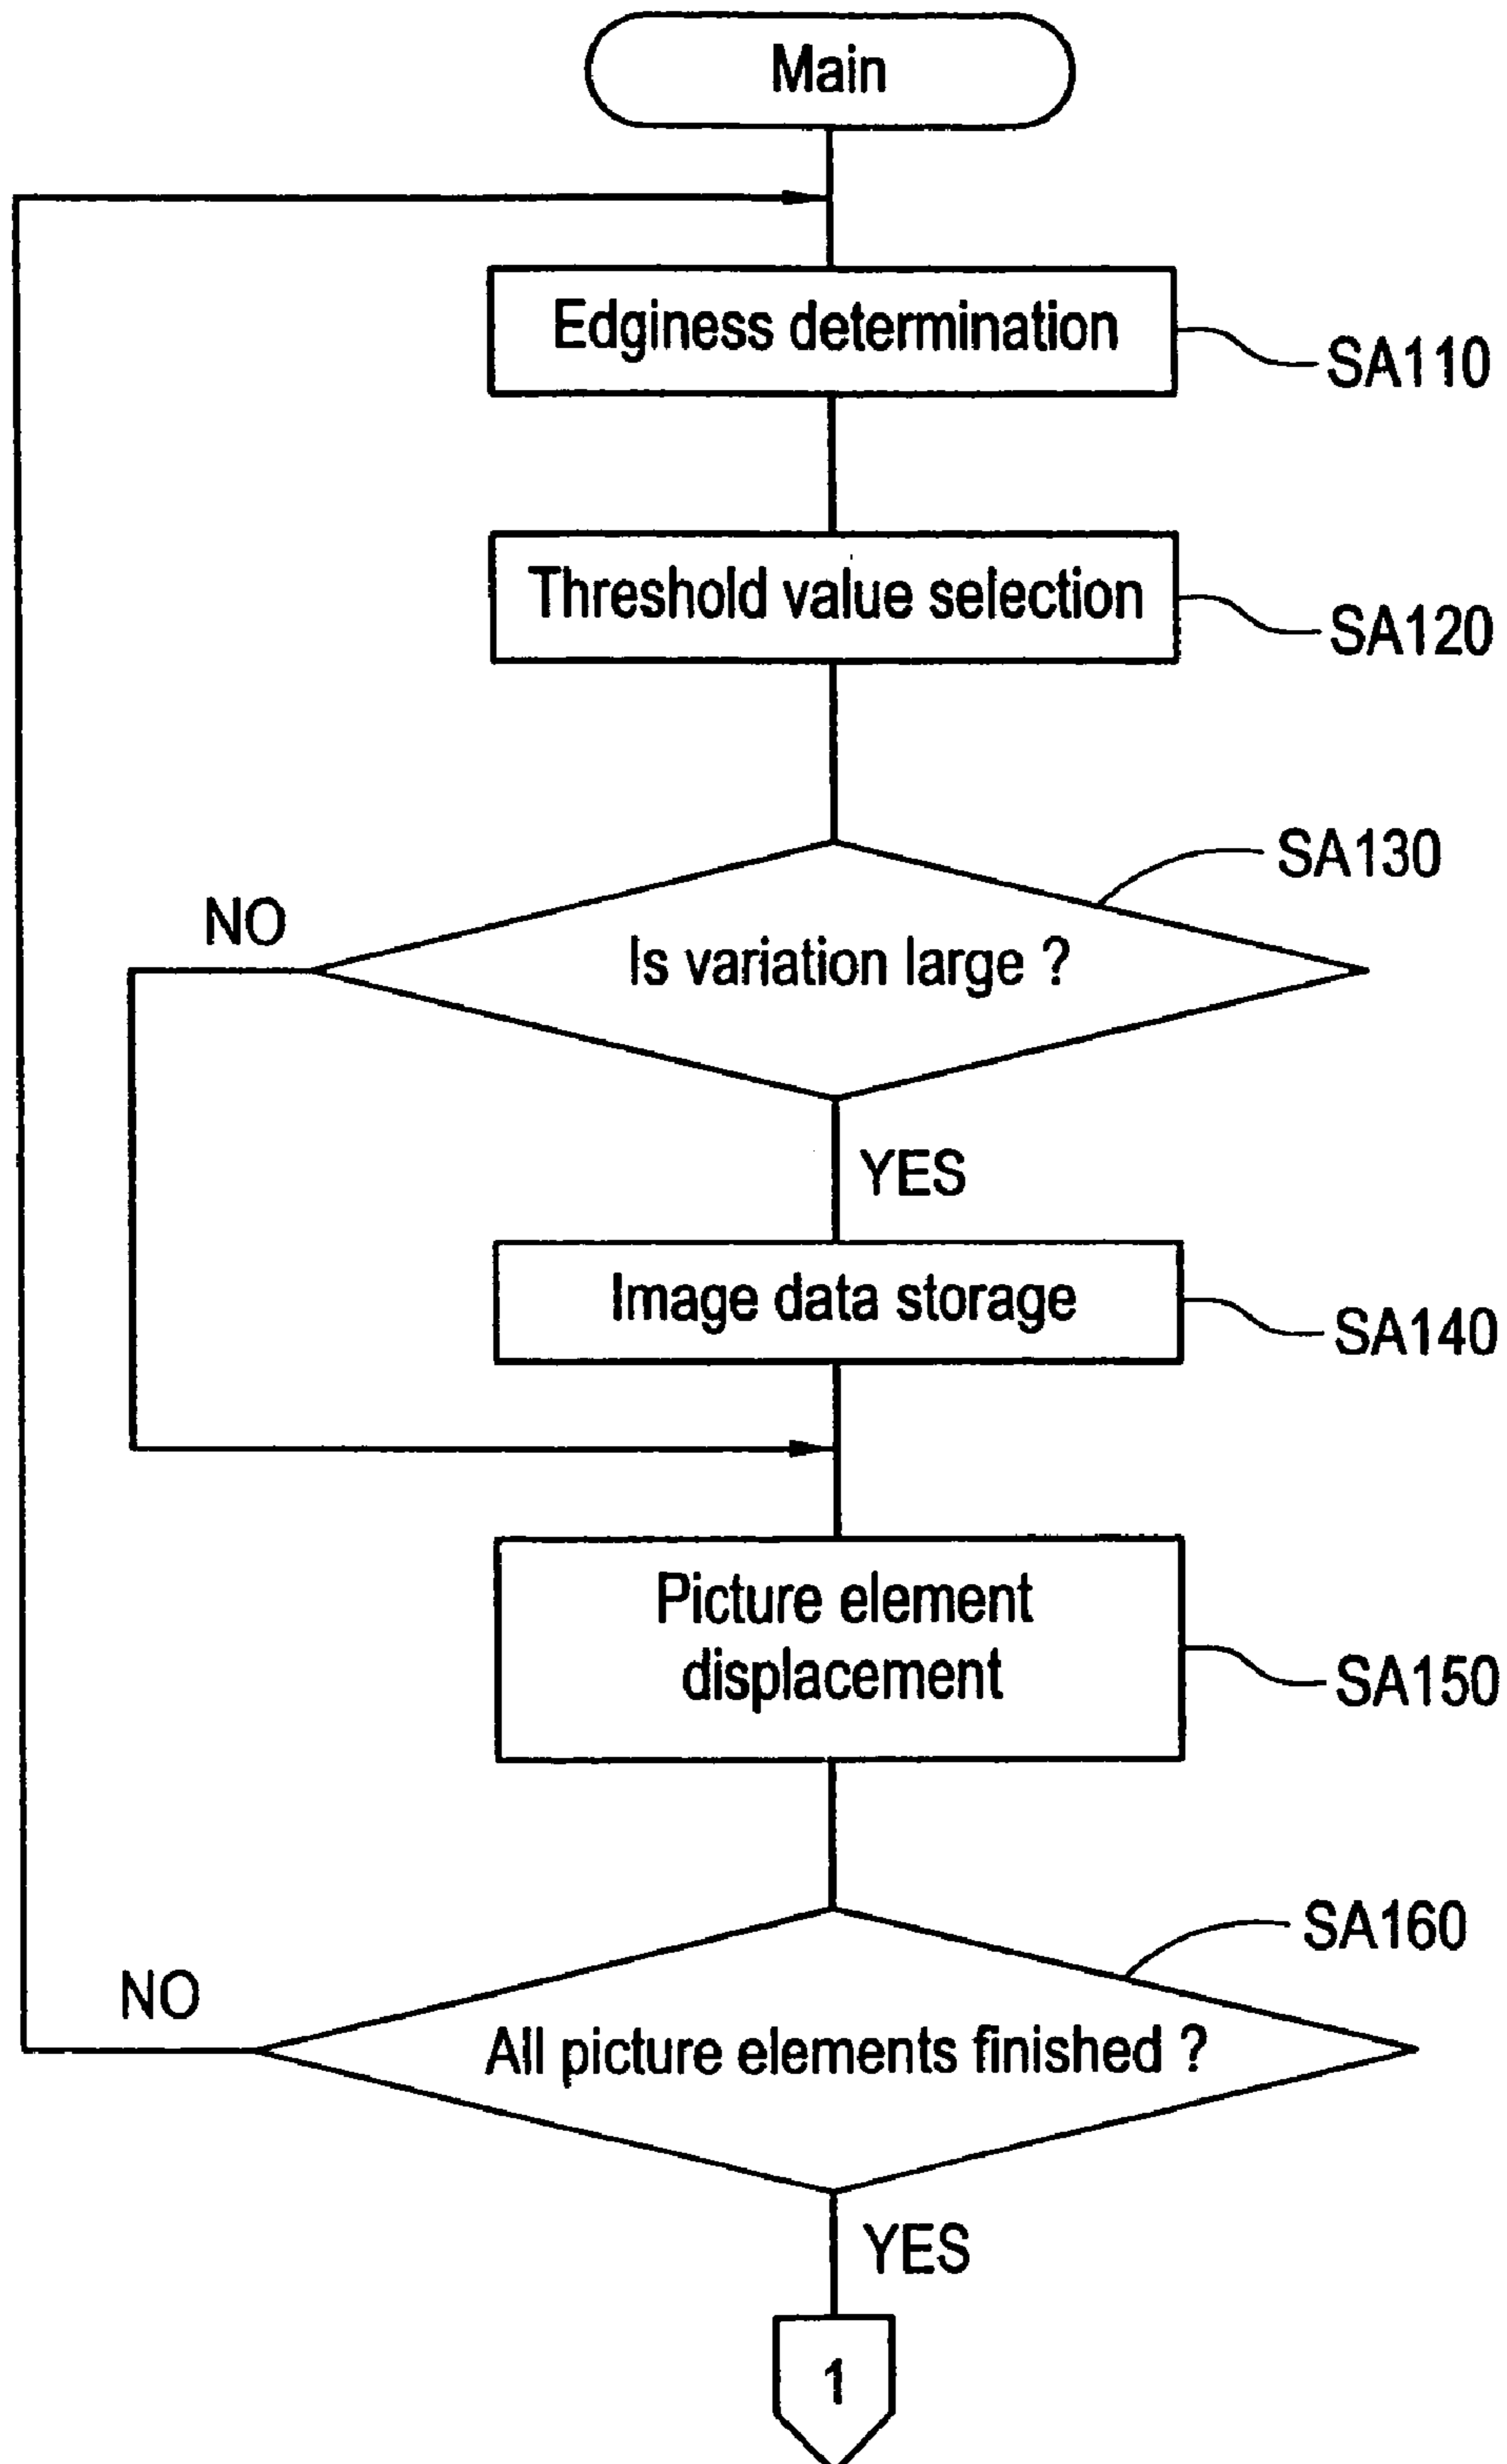 Main
Edginess determination
SA110
Threshold value selection
SA120
SA130
NO
Is variation large ?
YES
Image data storage
SA140
Picture element
displacement
SA150
SA160
NO
All picture elements finished ?
YES
1